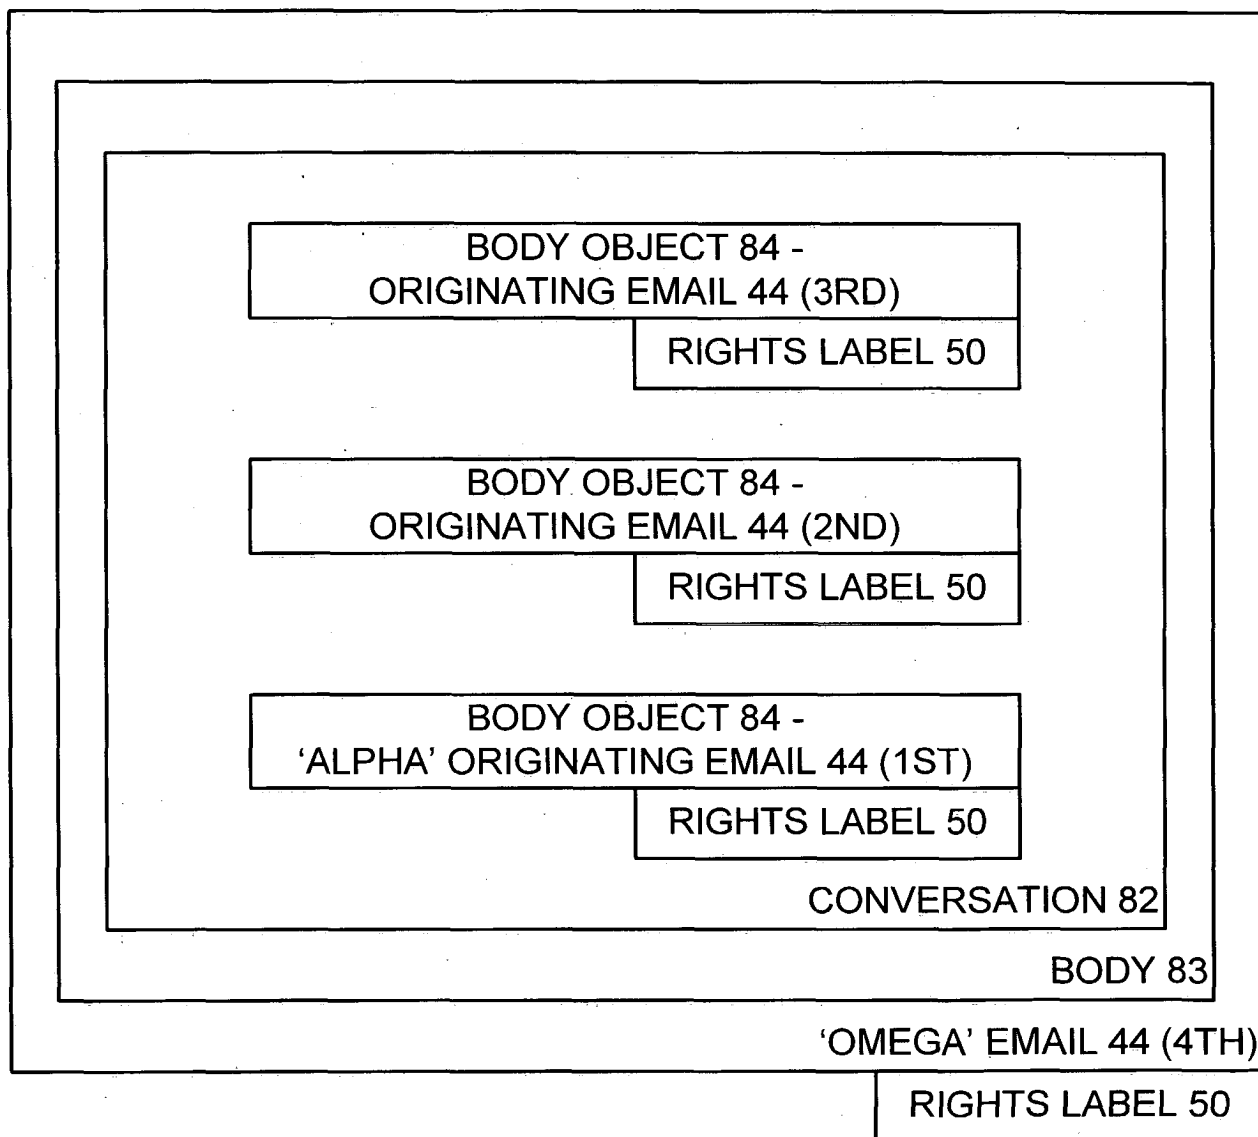 BODY OBJECT 84 -
ORIGINATING EMAIL 44 (3RD)
RIGHTS LABEL 50
BODY OBJECT 84 -
ORIGINATING EMAIL 44 (2ND)
RIGHTS LABEL 50
BODY OBJECT 84 -
‘ALPHA’ ORIGINATING EMAIL 44 (1ST)
RIGHTS LABEL 50
CONVERSATION 82
BODY 83
‘OMEGA’ EMAIL 44 (4TH)
RIGHTS LABEL 50